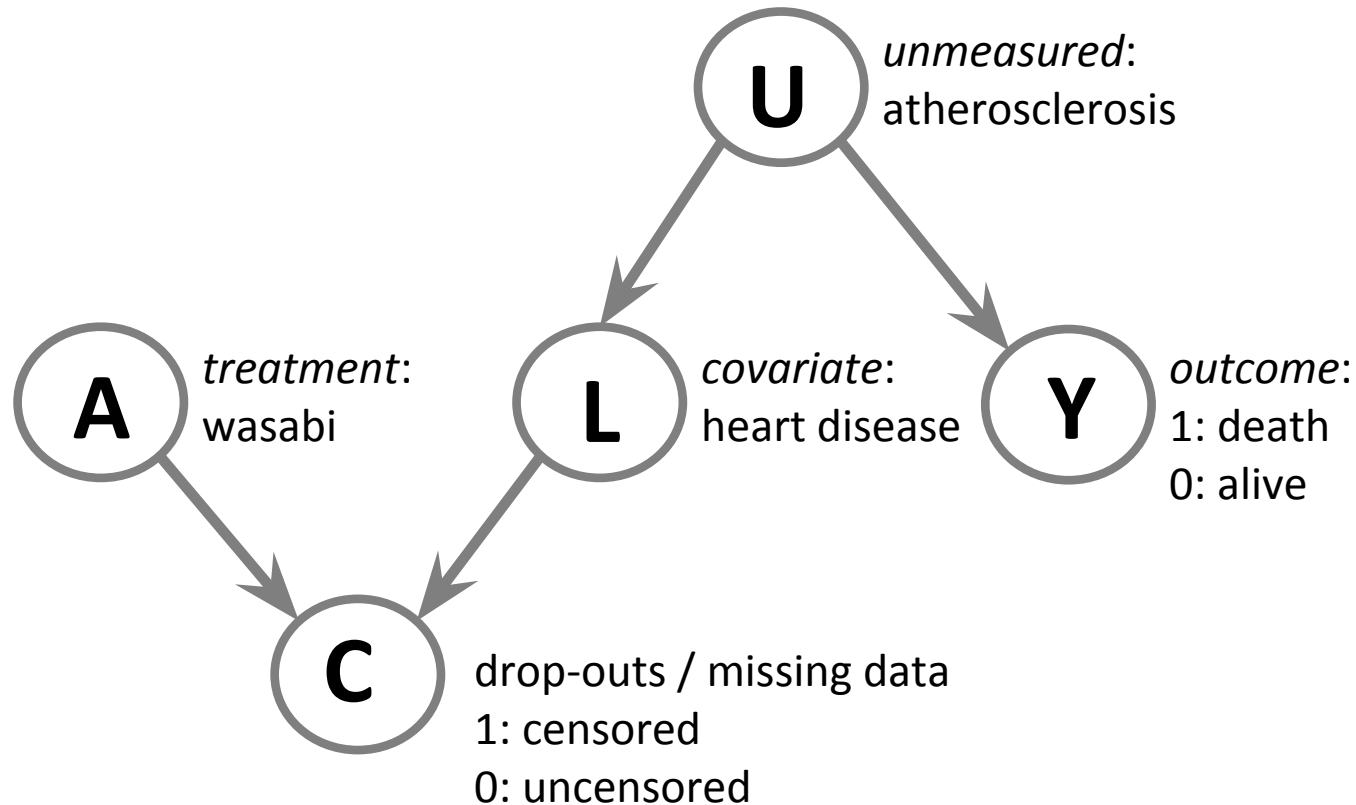 U
unmeasured:
atherosclerosis
A
treatment:
wasabi
L
covariate:
heart disease
Y
outcome:
1: death
0: alive
C
drop-outs / missing data
1: censored
0: uncensored